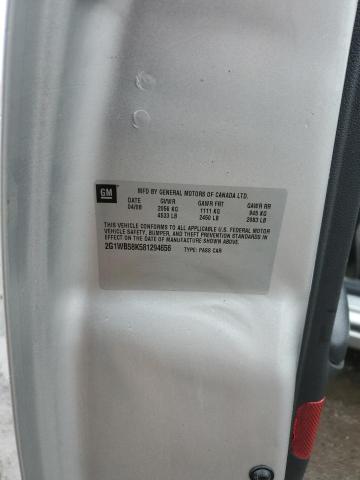 GM
MFD BY GENERAL MOTORS OF CANADA LTD.
DATE GVWR GAWR FRT GAWR RR
04/08 2056 KG 1111 KG 945 KG
4533 LB 2450 LB 2083 LB
THIS VEHICLE CONFORMS TO ALL APPLICABLE U.S. FEDERAL MOTOR
VEHICLE SAFETY, BUMPER, AND THEFT PREVENTION STANDARDS
IN EFFECT ON THE DATE OF MANUFACTURE SHOWN ABOVE.
2G1WB58K581294656 TYPE: PASS CAR